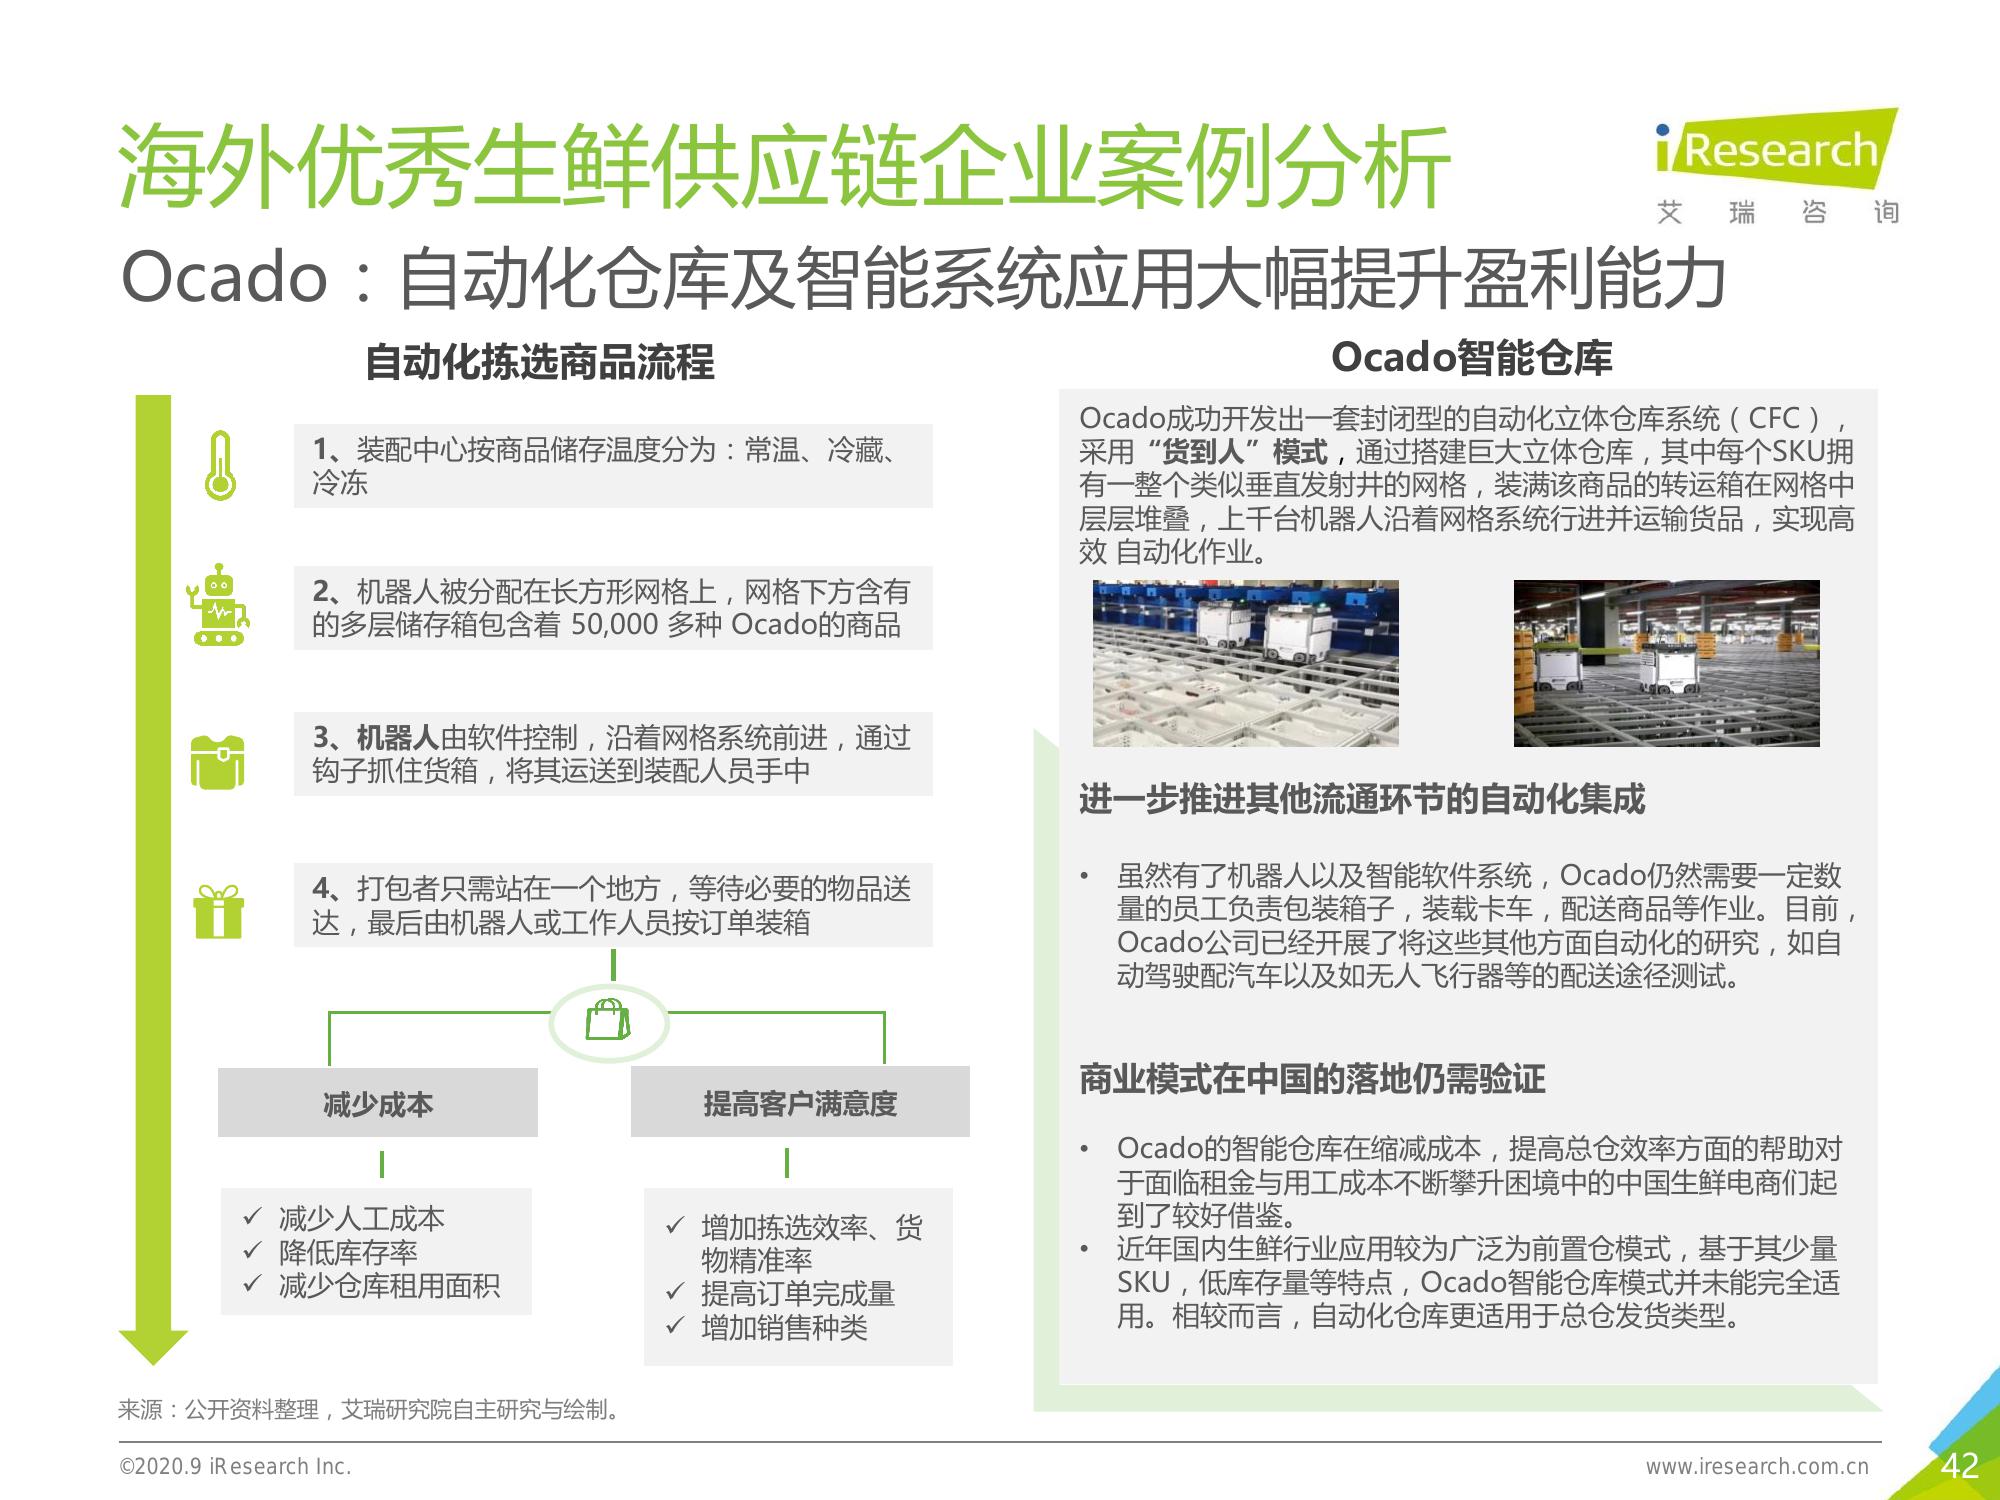 海外优秀生鲜供应链企业案例分析
iResearch
艾瑞咨询
Ocado：自动化仓库及智能系统应用大幅提升盈利能力
自动化拣选商品流程
1、装配中心按商品储存温度分为：常温、冷藏、
冷冻
2、机器人被分配在长方形网格上，网格下方含有
的多层储存箱包含着 50,000 多种 Ocado的商品
3、机器人由软件控制，沿着网格系统前进，通过
钩子抓住货箱，将其运送到装配人员手中
4、打包者只需站在一个地方，等待必要的物品送
达，最后由机器人或工作人员按订单装箱
减少成本
✓ 减少人工成本
✓ 降低库存率
✓ 减少仓库租用面积
提高客户满意度
✓ 增加拣选效率、货
物精准率
✓ 提高订单完成量
✓ 增加销售种类
Ocado智能仓库
Ocado成功开发出一套封闭型的自动化立体仓库系统（CFC），
采用“货到人”模式，通过搭建巨大立体仓库，其中每个SKU拥
有一整个类似垂直发射井的网格，装满该商品的转运箱在网格中
层层堆叠，上千台机器人沿着网格系统行进并运输货品，实现高
效 自动化作业。
进一步推进其他流通环节的自动化集成
• 虽然有了机器人以及智能软件系统，Ocado仍然需要一定数
量的员工负责包装箱子，装载卡车，配送商品等作业。目前，
Ocado公司已经开展了将这些其他方面自动化的研究，如自
动驾驶配汽车以及如无人飞行器等的配送途径测试。
商业模式在中国的落地仍需验证
• Ocado的智能仓库在缩减成本，提高总仓效率方面的帮助对
于面临租金与用工成本不断攀升困境中的中国生鲜电商们起
到了较好借鉴。
• 近年国内生鲜行业应用较为广泛为前置仓模式，基于其少量
SKU，低库存量等特点，Ocado智能仓库模式并未能完全适
用。相较而言，自动化仓库更适用于总仓发货类型。
来源：公开资料整理，艾瑞研究院自主研究与绘制。
©2020.9 iResearch Inc.
www.iresearch.com.cn
42